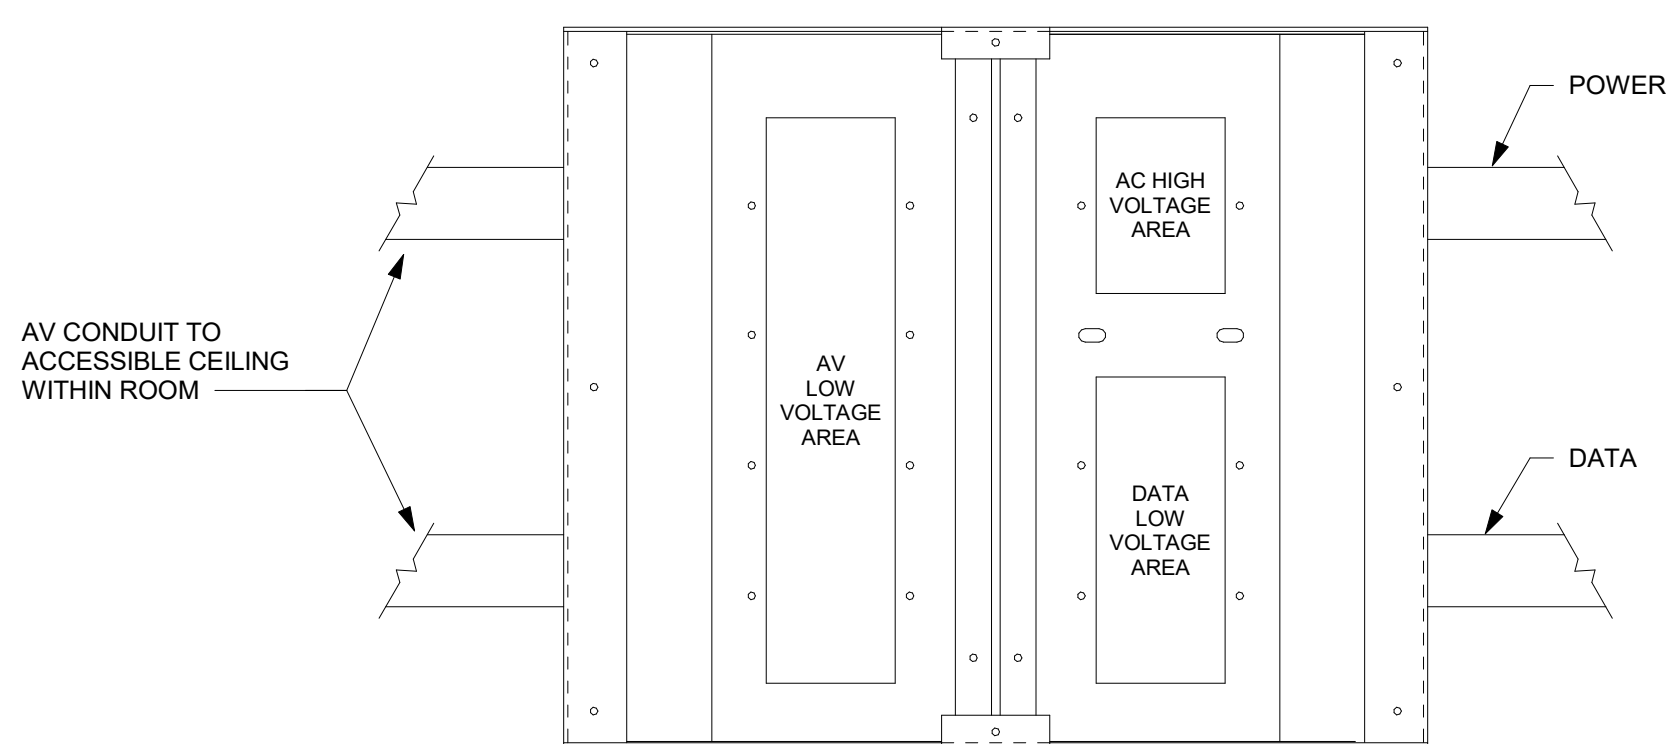 POWER
AC HIGH
VOLTAGE
AREA
AV CONDUIT TO
ACCESSIBLE CEILING
WITHIN ROOM
AV
LOW
VOLTAGE
AREA
DATA
LOW
VOLTAGE
AREA
DATA